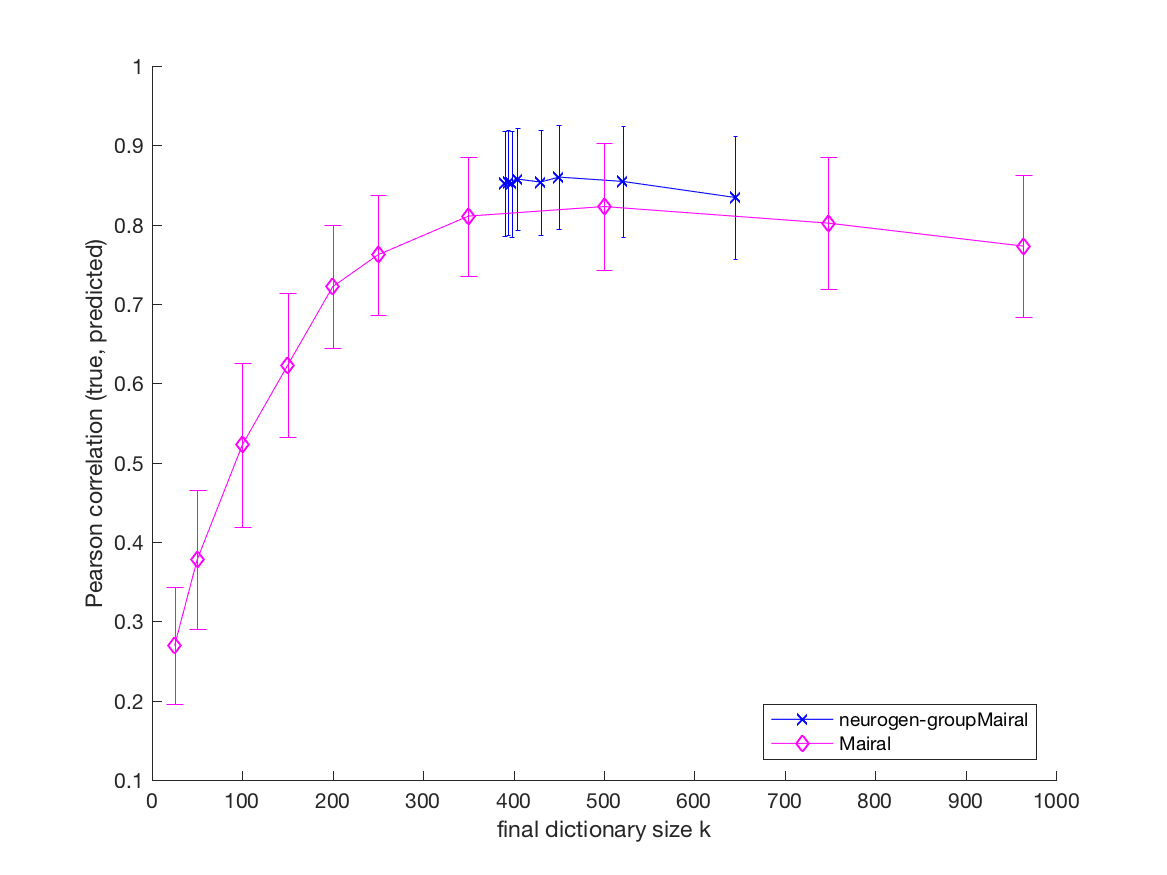 1
0.9
0.8
0.7
0.6
0.5
0.4
0.3
0.2
0.1
Pearson correlation (true, predicted)
0 100 200 300 400 500 600 700 800 900 1000
final dictionary size k
neurogen-groupMairal
Mairal